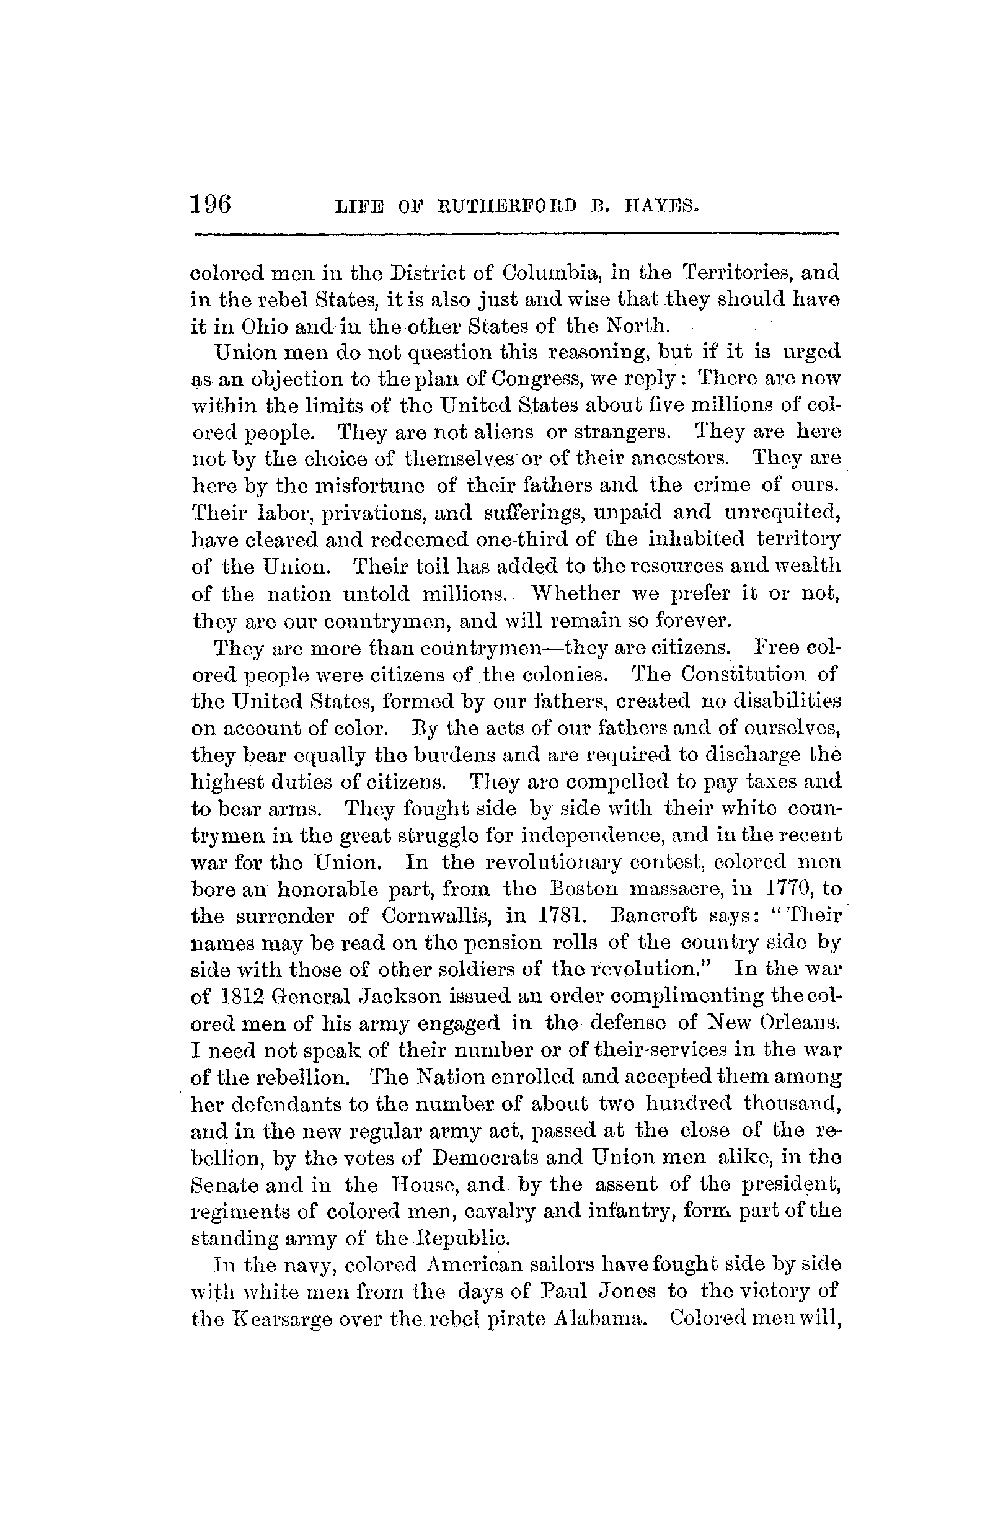 196 LIFE OF RUTHERFORD B. HAYES.
colored men in the District of Columbia, in the Territories, and
in the rebel States, it is also just and wise that they should have
it in Ohio and in the other States of the North.
Union men do not question this reasoning, but if it is urged
as an objection to the plan of Congress, we reply: There are now
within the limits of the United States about five millions of col-
ored people. They are not aliens or strangers. They are here
not by the choice of themselves or of their ancestors. They are
here by the misfortune of their fathers and the crime of ours.
Their labor, privations, and sufferings, unpaid and unrequited,
have cleared and redeemed one-third of the inhabited territory
of the Union. Their toil has added to the resources and wealth
of the nation untold millions. Whether we prefer it or not,
they are our countrymen, and will remain so forever.
They are more than countrymen—they are citizens. Free col-
ored people were citizens of the colonies. The Constitution of
the United States, formed by our fathers, created no disabilities
on account of color. By the acts of our fathers and of ourselves,
they bear equally the burdens and are required to discharge the
highest duties of citizens. They are compelled to pay taxes and
to bear arms. They fought side by side with their white coun-
trymen in the great struggle for independence, and in the recent
war for the Union. In the revolutionary contest, colored men
bore an honorable part, from the Boston massacre, in 1770, to
the surrender of Cornwallis, in 1781. Bancroft says: "Their
names may be read on the pension rolls of the country side by
side with those of other soldiers of the revolution." In the war
of 1812 General Jackson issued an order complimenting the col-
ored men of his army engaged in the defense of New Orleans.
I need not speak of their number or of their services in the war
of the rebellion. The Nation enrolled and accepted them among
her defendants to the number of about two hundred thousand,
and in the new regular army act, passed at the close of the re-
bellion, by the votes of Democrats and Union men alike, in the
Senate and in the House, and by the assent of the president,
regiments of colored men, cavalry and infantry, form part of the
standing army of the Republic.
In the navy, colored American sailors have fought side by side
with white men from the days of Paul Jones to the victory of
the Kearsarge over the rebel pirate Alabama. Colored men will,